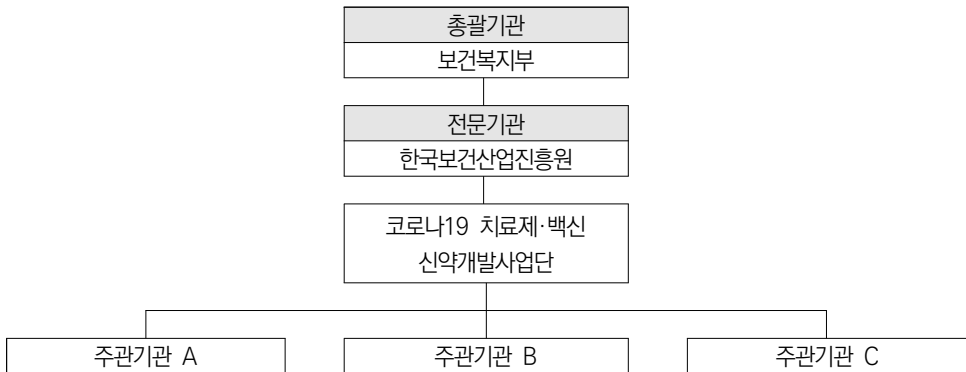 총괄기관
보건복지부
전문기관
한국보건산업진흥원
코로나19 치료제·백신
신약개발사업단
주관기관 A
주관기관 B
주관기관 C